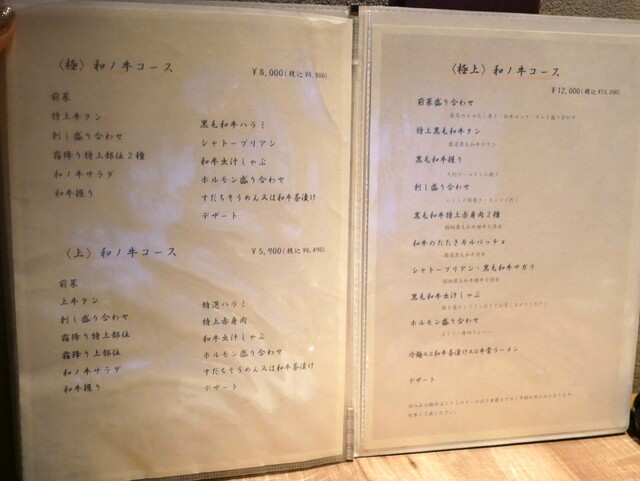 〈極〉和ノ牛コース
¥8,000(税込¥8,800)
前菜
特上牛タン
刺し盛り合わせ
霜降り特上部位2種
和ノ牛サラダ
和牛握り
黒毛和牛ハラミ
シャトーブリアン
和牛出汁しゃぶ
ホルモン盛り合わせ
すだちそうめん又は和牛茶漬け
デザート
〈上〉和ノ牛コース
¥5,900(税込¥6,490)
前菜
上牛タン
刺し盛り合わせ
霜降り特上部位
霜降り上部位
和ノ牛サラダ
和牛握り
特選ハラミ
特上赤身肉
和牛出汁しゃぶ
ホルモン盛り合わせ
すだちそうめん又は和牛茶漬け
デザート
〈極上〉和ノ牛コース
¥12,000(税込¥13,200)
前菜盛り合わせ
特上黒毛和牛タン
黒毛和牛握り
刺し盛り合わせ
黒毛和牛特上赤身肉2種
和牛のたたきカルパッチョ
シャトーブリアン・黒毛和牛サガリ
黒毛和牛出汁しゃぶ
ホルモン盛り合わせ
冷麺又は和牛茶漬け又は牛骨ラーメン
デザート